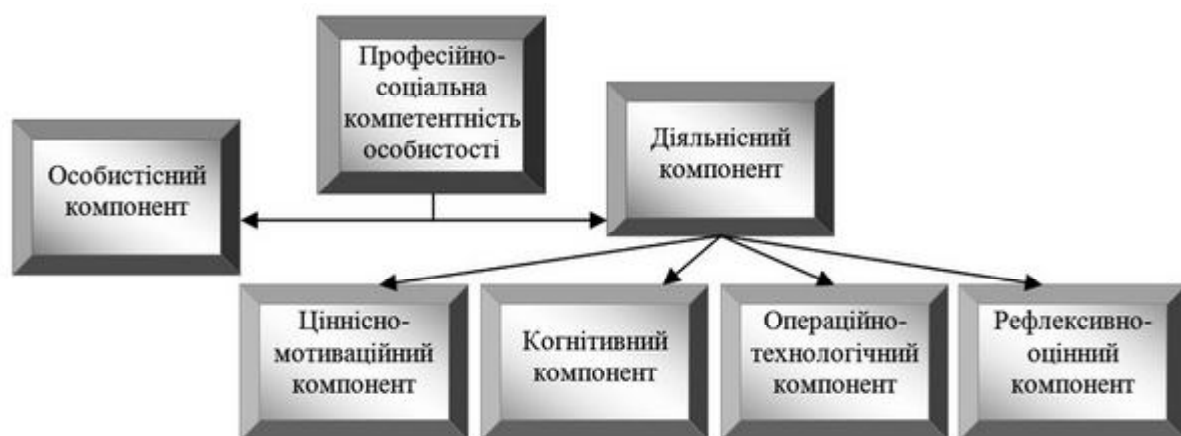 Професійно-
соціальна
компетентність
особистості
Особистісний
компонент
Діяльнісний
компонент
Ціннісно-
мотиваційний
компонент
Когнітивний
компонент
Операційно-
технологічний
компонент
Рефлексивно-
оцінний
компонент